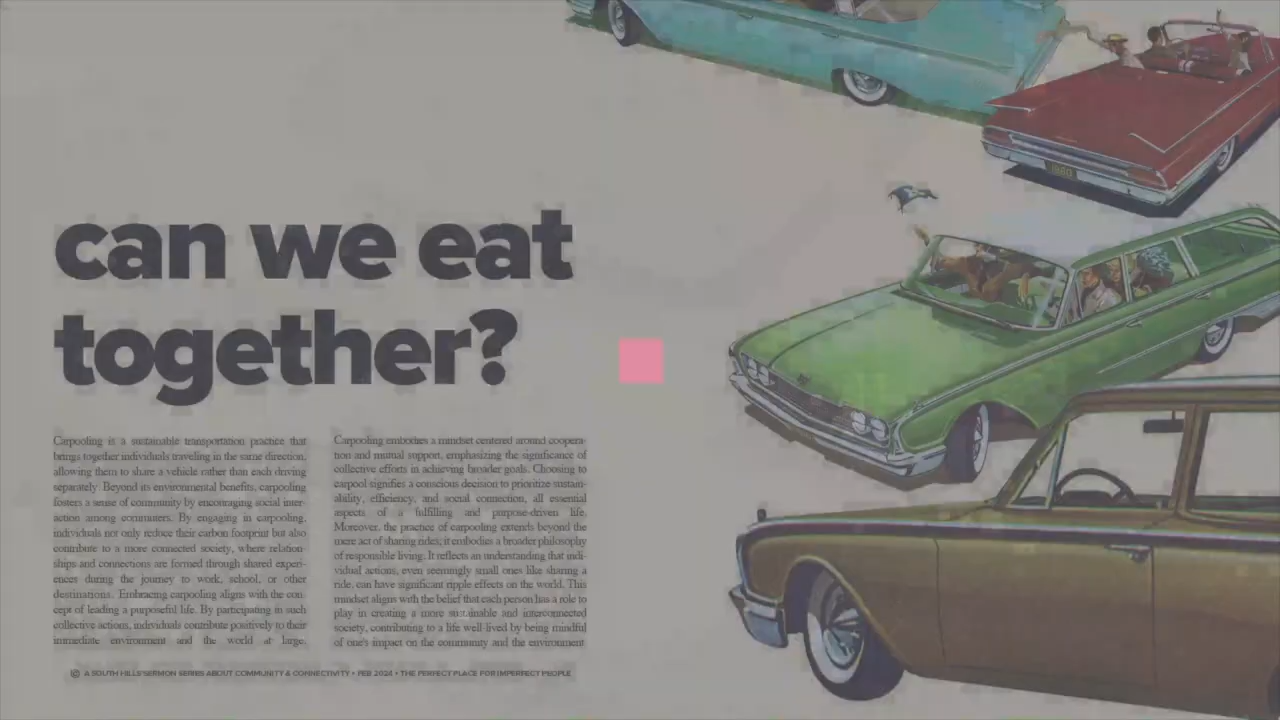 can we eat
together?
Carpooling is a sustainable transportation practice that
brings together individuals traveling in the same direction,
allowing them to share a vehicle rather than each driving
separately. Beyond its environmental benefits, carpooling
fosters a sense of community by encouraging social inter-
action among commuters. By engaging in carpooling,
individuals not only reduce their carbon footprint but also
contribute to a more connected society, where relation-
ships and connections are formed through shared experi-
ences during the journey to work, school, or other
destinations. Embracing carpooling aligns with the con-
cept of leading a purposeful life. By participating in such
collective actions, individuals contribute positively to their
immediate environment and the world at large.
Carpooling embodies a mindset centered around coopera-
tion and mutual support, emphasizing the significance of
collective efforts in achieving broader goals. Choosing to
carpool signifies a conscious decision to prioritize sustain-
ability, efficiency, and social connection, all essential
aspects of a fulfilling and purpose-driven life.
Moreover, the practice of carpooling extends beyond the
mere act of sharing rides; it embodies a broader philosophy
of responsible living. It reflects an understanding that indi-
vidual actions, even seemingly small ones like sharing a
ride, can have significant ripple effects on the world. This
mindset aligns with the belief that each person has a role to
play in creating a more sustainable and interconnected
society, contributing to a life well-lived by being mindful
of one's impact on the community and the environment
A SOUTH HILLS SERMON SERIES ABOUT COMMUNITY & CONNECTIVITY • FEB 2024 • THE PERFECT PLACE FOR IMPERFECT PEOPLE
1960